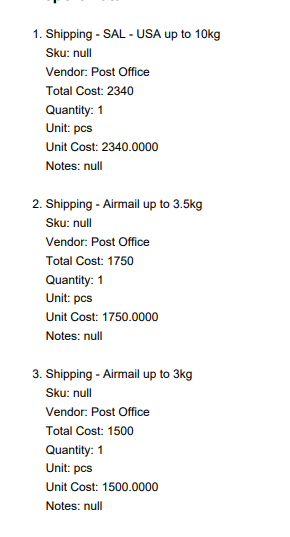 1. Shipping - SAL - USA up to 10kg
Sku: null
Vendor: Post Office
Total Cost: 2340
Quantity: 1
Unit: pcs
Unit Cost: 2340.0000
Notes: null
2. Shipping - Airmail up to 3.5kg
Sku: null
Vendor: Post Office
Total Cost: 1750
Quantity: 1
Unit: pcs
Unit Cost: 1750.0000
Notes: null
3. Shipping - Airmail up to 3kg
Sku: null
Vendor: Post Office
Total Cost: 1500
Quantity: 1
Unit: pcs
Unit Cost: 1500.0000
Notes: null